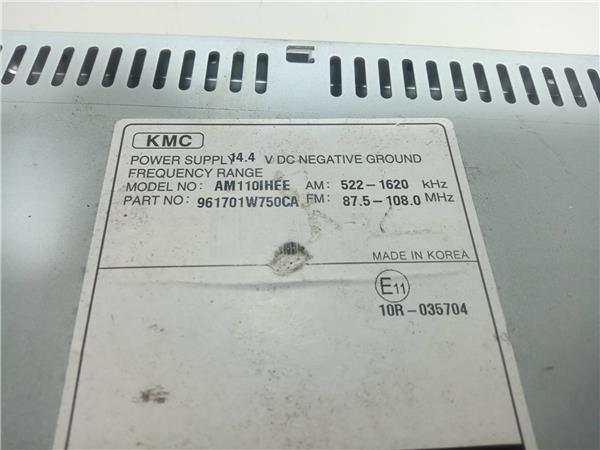 KMC
POWER SUPPLY 14.4 V DC NEGATIVE GROUND
FREQUENCY RANGE
MODEL NO: AM110IHEE AM: 522-1620 kHz
PART NO: 961701W750CA FM: 87.5-108.0 MHz
MADE IN KOREA
E11
10R-035704